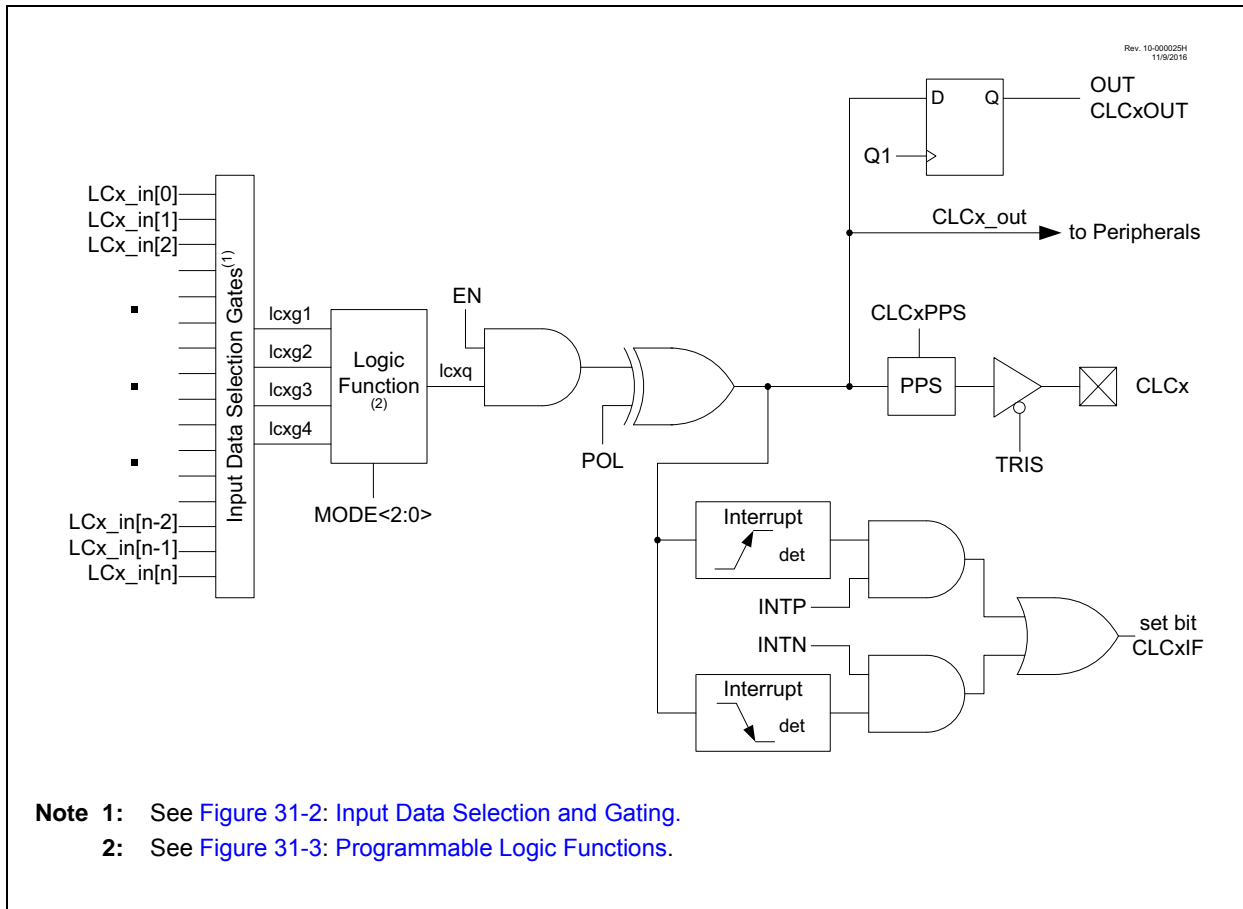 Rev. 10-000025H
11/9/2016
OUT
CLCxOUT
D
Q
Q1
CLCx_out
to Peripherals
LCx_in[0]
LCx_in[1]
LCx_in[2]
LCx_in[n-2]
LCx_in[n-1]
LCx_in[n]
Input Data Selection Gates(1)
lcxg1
lcxg2
lcxg3
lcxg4
Logic
Function
(2)
MODE<2:0>
lcxq
EN
POL
CLCxPPS
PPS
CLCx
TRIS
Interrupt
det
INTP
INTN
Interrupt
det
set bit
CLCxIF
Note 1: See Figure 31-2: Input Data Selection and Gating.
2: See Figure 31-3: Programmable Logic Functions.